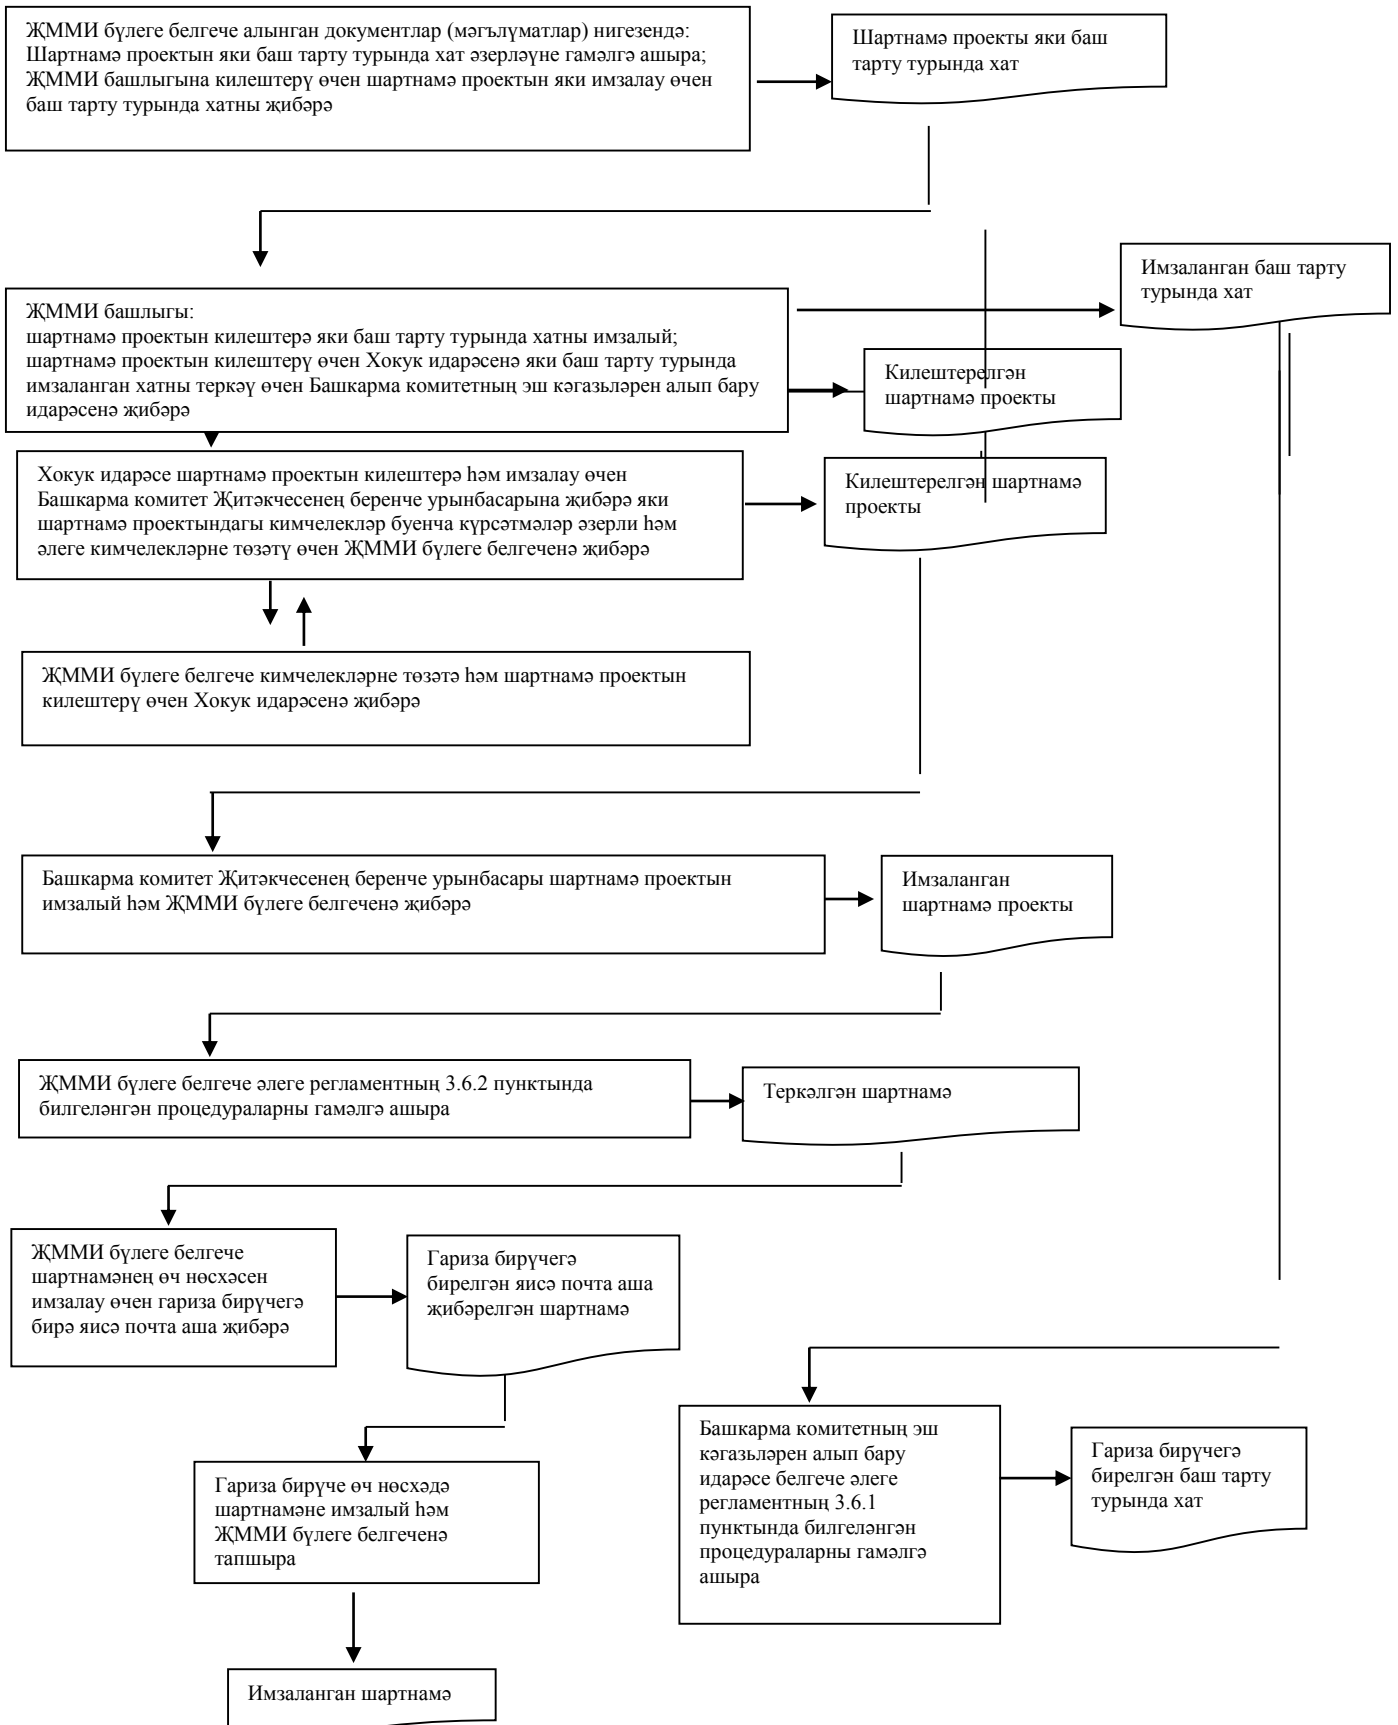 ҖММИ бүлеге белгече алынган документлар (мәгълүматлар) нигезендә:
Шартнамә проектын яки баш тарту турында хат әзерләүне гамәлгә ашыра;
ҖММИ башлыгына килештерү өчен шартнамә проектын яки имзалау өчен
баш тарту турында хатны җибәрә
Шартнамә проекты яки баш
тарту турында хат
Имзаланган баш тарту
турында хат
ҖММИ башлыгы:
шартнамә проектын килештерә яки баш тарту турында хатны имзалый;
шартнамә проектын килештерү өчен Хокук идарәсенә яки баш тарту турында
имзаланган хатны теркәү өчен Башкарма комитетның эш кәгазьләрен алып бару
идарәсенә җибәрә
Килештерелгән
шартнамә проекты
Хокук идарәсе шартнамә проектын килештерә һәм имзалау өчен
Башкарма комитет Җитәкчесенең беренче урынбасарына җибәрә яки
шартнамә проектындагы кимчелекләр буенча күрсәтмәләр әзерли һәм
әлеге кимчелекләрне төзәтү өчен ҖММИ бүлеге белгеченә җибәрә
Килештерелгән шартнамә
проекты
ҖММИ бүлеге белгече кимчелекләрне төзәтә һәм шартнамә проектын
килештерү өчен Хокук идарәсенә җибәрә
Башкарма комитет Җитәкчесенең беренче урынбасары шартнамә проектын
имзалый һәм ҖММИ бүлеге белгеченә җибәрә
Имзаланган
шартнамә проекты
ҖММИ бүлеге белгече әлеге регламентның 3.6.2 пунктында
билгеләнгән процедураларны гамәлгә ашыра
Теркәлгән шартнамә
ҖММИ бүлеге белгече
шартнамәнең өч нөсхәсен
имзалау өчен гариза бирүчегә
бирә яисә почта аша җибәрә
Гариза бирүчегә
бирелгән яисә почта аша
җибәрелгән шартнамә
Башкарма комитетның эш
кәгазьләрен алып бару
идарәсе белгече әлеге
регламентның 3.6.1
пунктында билгеләнгән
процедураларны гамәлгә
ашыра
Гариза бирүчегә
бирелгән баш тарту
турында хат
Гариза бирүче өч нөсхәдә
шартнамәне имзалый һәм
ҖММИ бүлеге белгеченә
тапшыра
Имзаланган шартнамә